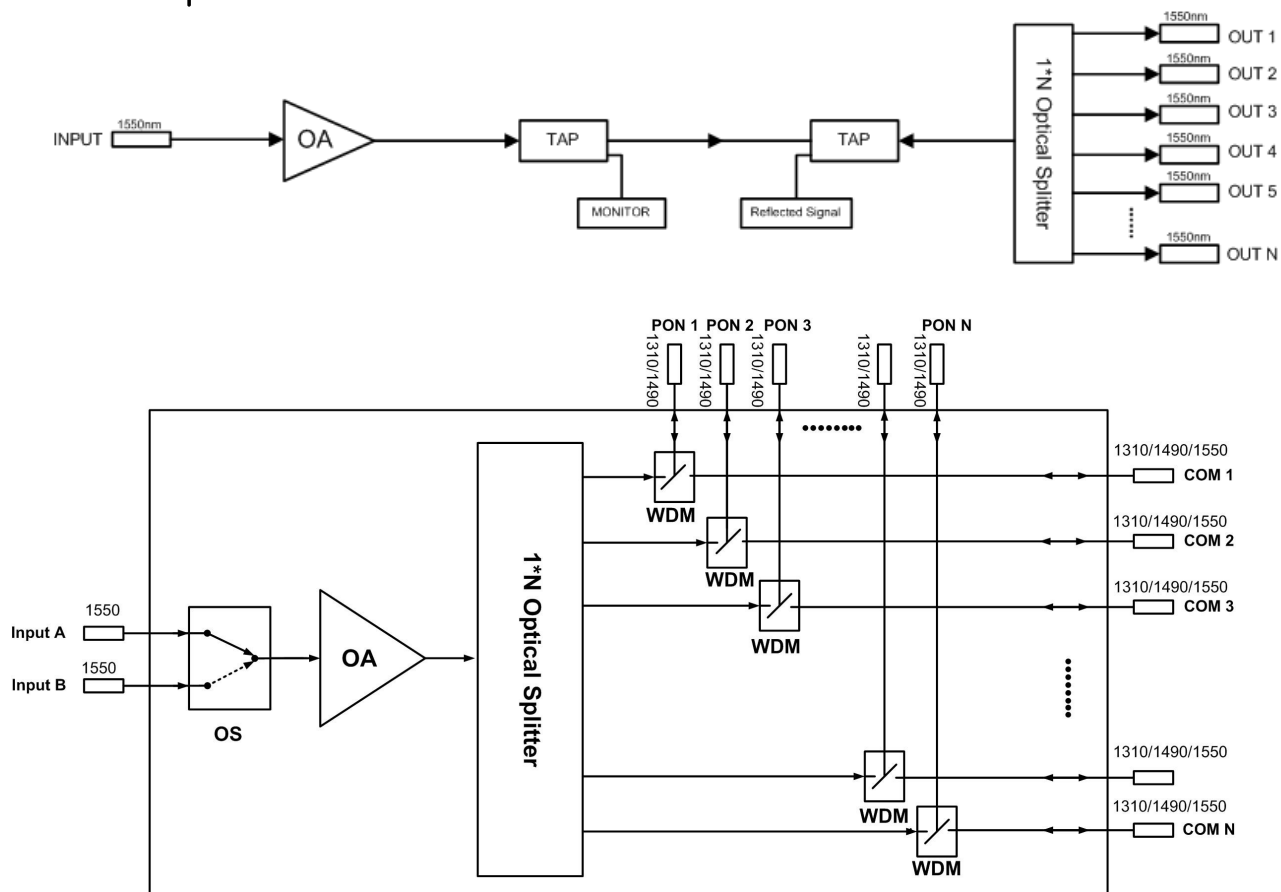 1550nm
OUT 1
1550nm
OUT 2
1550nm
OUT 3
1550nm
OUT 4
1550nm
OUT 5
1550nm
OUT N
1*N Optical Splitter
INPUT
1550nm
OA
TAP
MONITOR
TAP
Reflected Signal
PON 1 PON 2 PON 3 PON N
1310/1490
1310/1490
1310/1490
1310/1490
1310/1490
1310/1490/1550
COM 1
WDM
1310/1490/1550
COM 2
WDM
1310/1490/1550
COM 3
WDM
1*N Optical Splitter
1550
Input A
1550
Input B
OS
OA
1310/1490/1550
WDM
1310/1490/1550
COM N
WDM